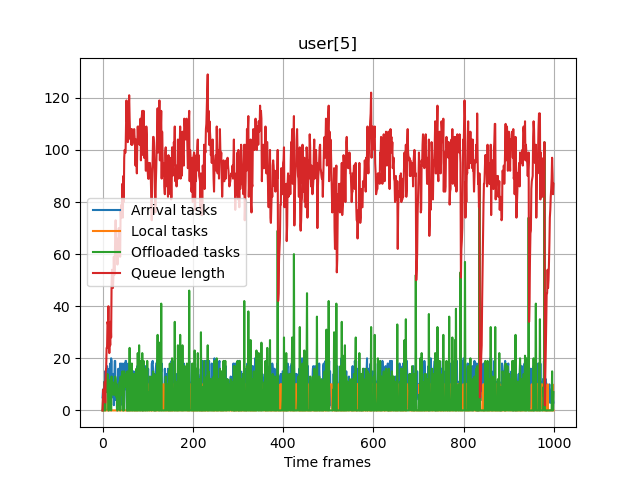 user[5]
120
100
80
60
40
20
0
Arrival tasks
Local tasks
Offloaded tasks
Queue length
0 200 400 600 800 1000
Time frames